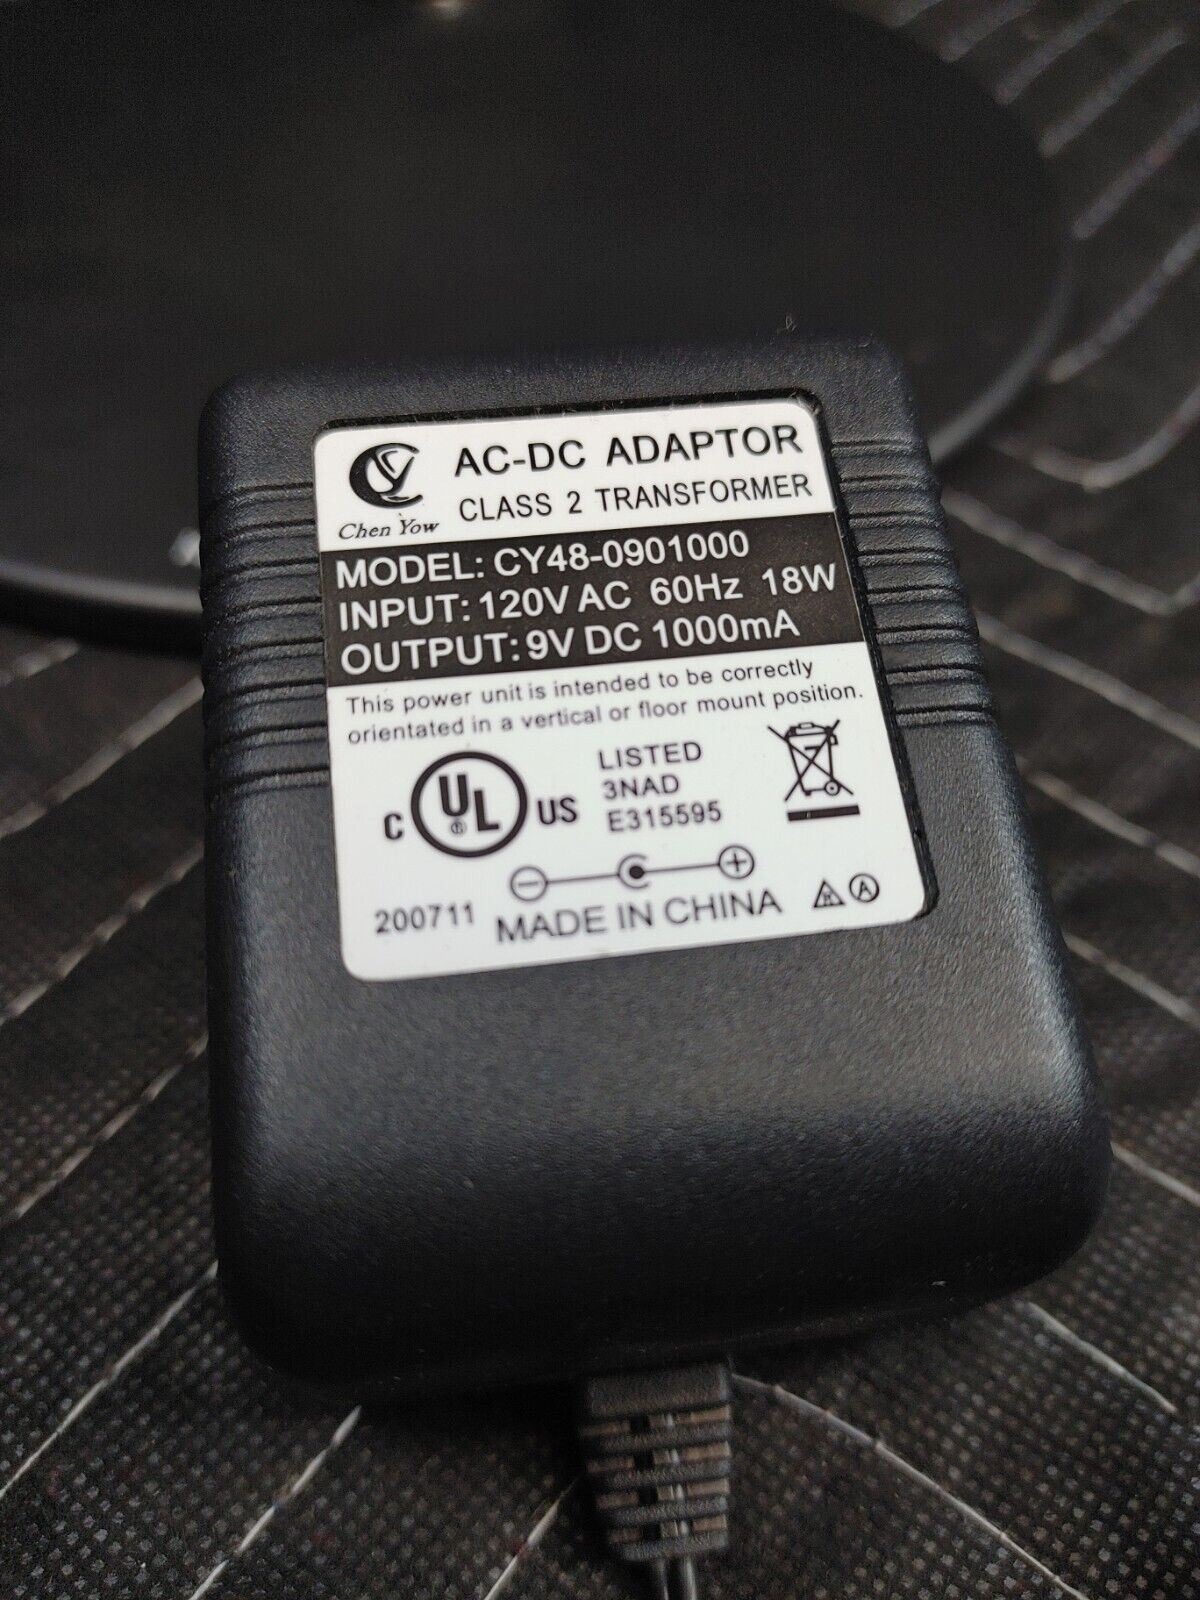 AC-DC ADAPTOR
Chen Yow
CLASS 2 TRANSFORMER
MODEL: CY48-0901000
INPUT: 120V AC 60Hz 18W
OUTPUT: 9V DC 1000mA
This power unit is intended to be correctly
orientated in a vertical or floor mount position.
C UL ® US
LISTED
3NAD
E315595
200711
MADE IN CHINA
A